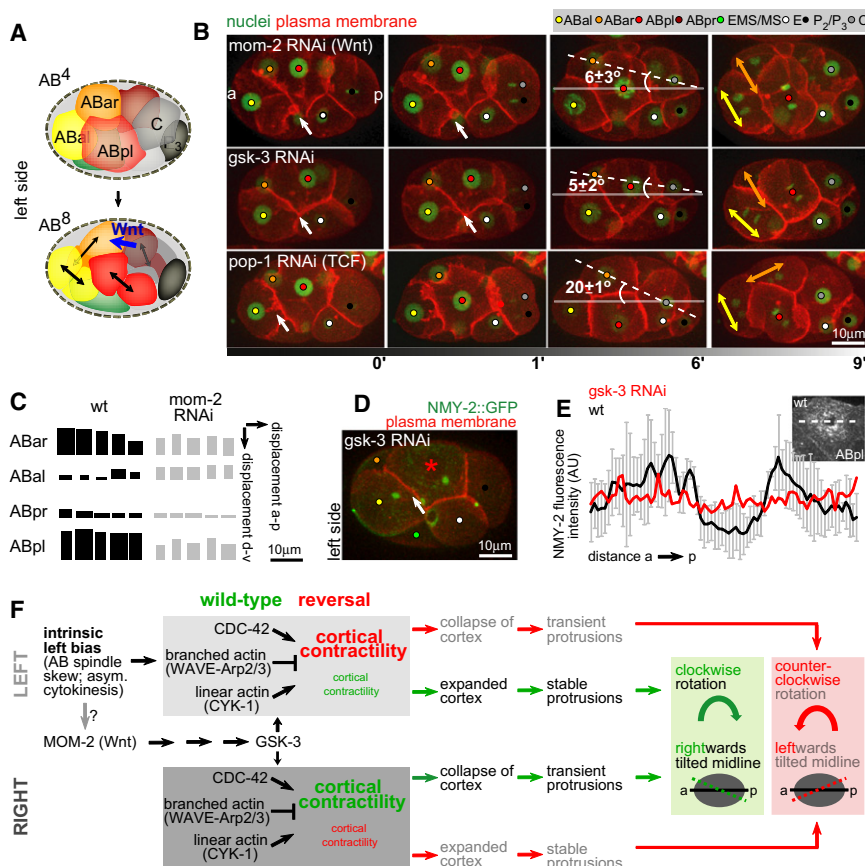 A
AB4
ABar
ABal
C
ABpl
P3
left side
AB8
Wnt
B
nuclei plasma membrane
ABal ABar ABpl ABpr EMS/MS E P2/P3 C
mom-2 RNAi (Wnt)
a
p
6±3°
gsk-3 RNAi
5±2°
pop-1 RNAi (TCF)
20±1°
10μm
0'
1'
6'
9'
C
wt
mom-2
RNAi
ABar
ABal
ABpr
ABpl
displacement a-p
displacement d-v
10μm
D
NMY-2::GFP
plasma membrane
gsk-3 RNAi
*
left side
10μm
E
gsk-3 RNAi
wt
wt
ABpl
NMY-2 fluorescence
intensity (AU)
distance a → p
F
wild-type reversal
LEFT
intrinsic
left bias
(AB spindle
skew; asym.
cytokinesis)
?
MOM-2 (Wnt)
GSK-3
CDC-42
branched actin
(WAVE-Arp2/3)
linear actin
(CYK-1)
cortical
contractility
cortical
contractility
collapse of
cortex
transient
protrusions
expanded
cortex
stable
protrusions
RIGHT
CDC-42
branched actin
(WAVE-Arp2/3)
linear actin
(CYK-1)
cortical
contractility
cortical
contractility
collapse of
cortex
transient
protrusions
expanded
cortex
stable
protrusions
clockwise
rotation
rightwards
tilted midline
a p
counter-
clockwise
rotation
leftwards
tilted midline
a p